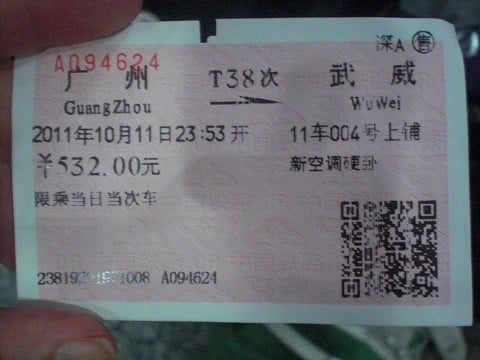 深A 售
A094624
广州 T38次 武威
GuangZhou WuWei
2011年10月11日23:53开 11车004号上铺
¥532.00元 新空调硬卧
限乘当日当次车
A094624